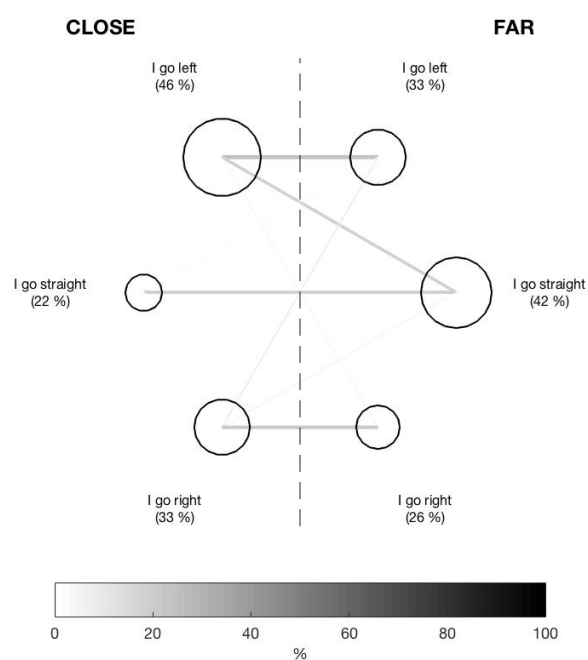 CLOSE
FAR
I go left
(46 %)
I go left
(33 %)
I go straight
(22 %)
I go straight
(42 %)
I go right
(33 %)
I go right
(26 %)
0 20 40 60 80 100
%